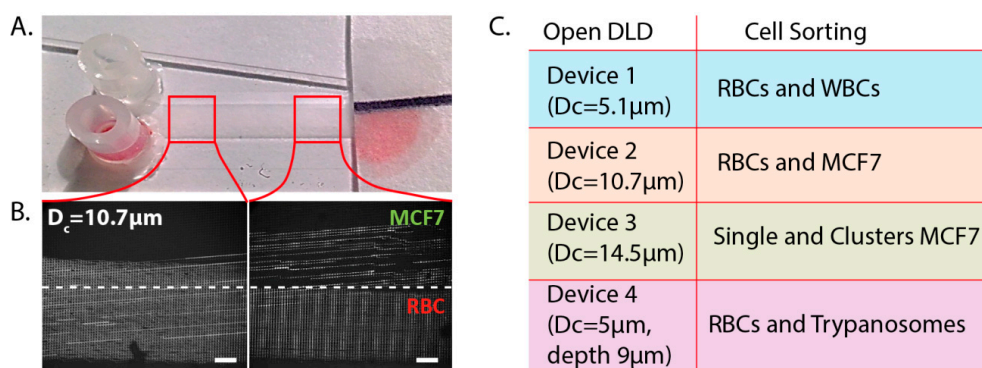 A.
B.
D_c=10.7µm
MCF7
RBC
C.
Open DLD
Cell Sorting
Device 1
(Dc=5.1µm)
RBCs and WBCs
Device 2
(Dc=10.7µm)
RBCs and MCF7
Device 3
(Dc=14.5µm)
Single and Clusters MCF7
Device 4
(Dc=5µm,
depth 9µm)
RBCs and Trypanosomes